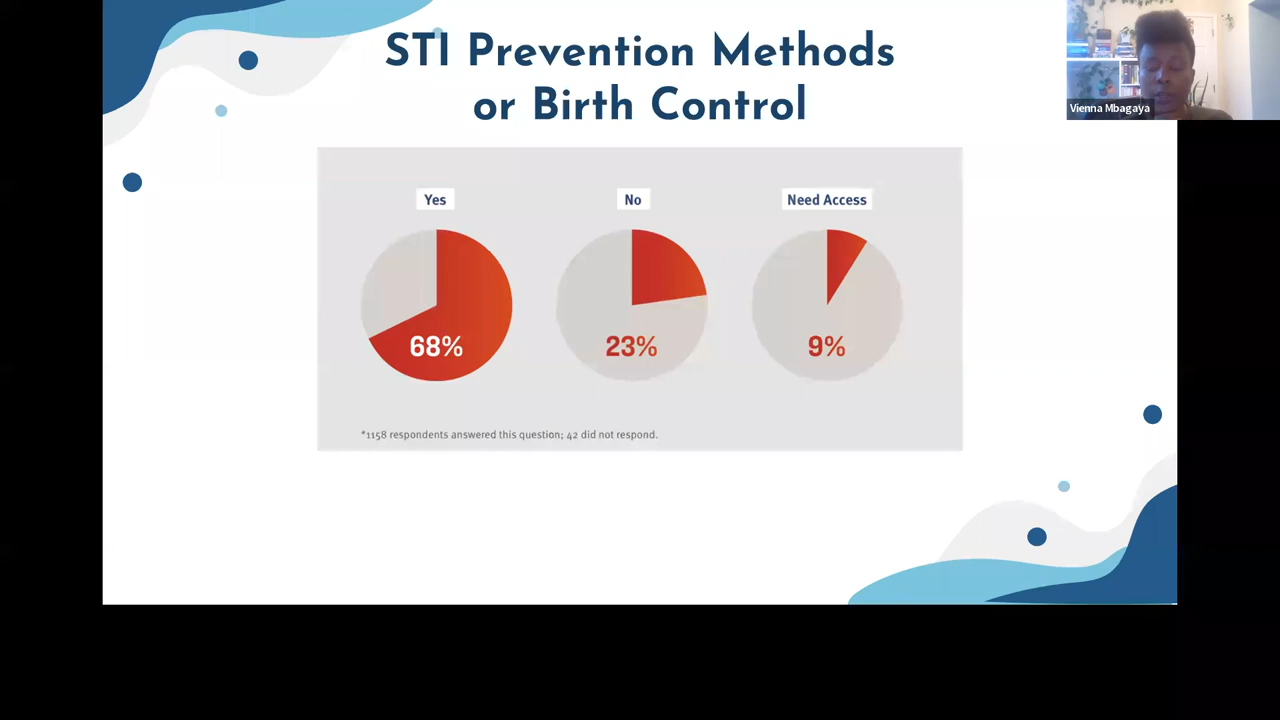 STI Prevention Methods
or Birth Control
Vienna Mbagaya
Yes
No
Need Access
68%
23%
9%
*1158 respondents answered this question; 42 did not respond.